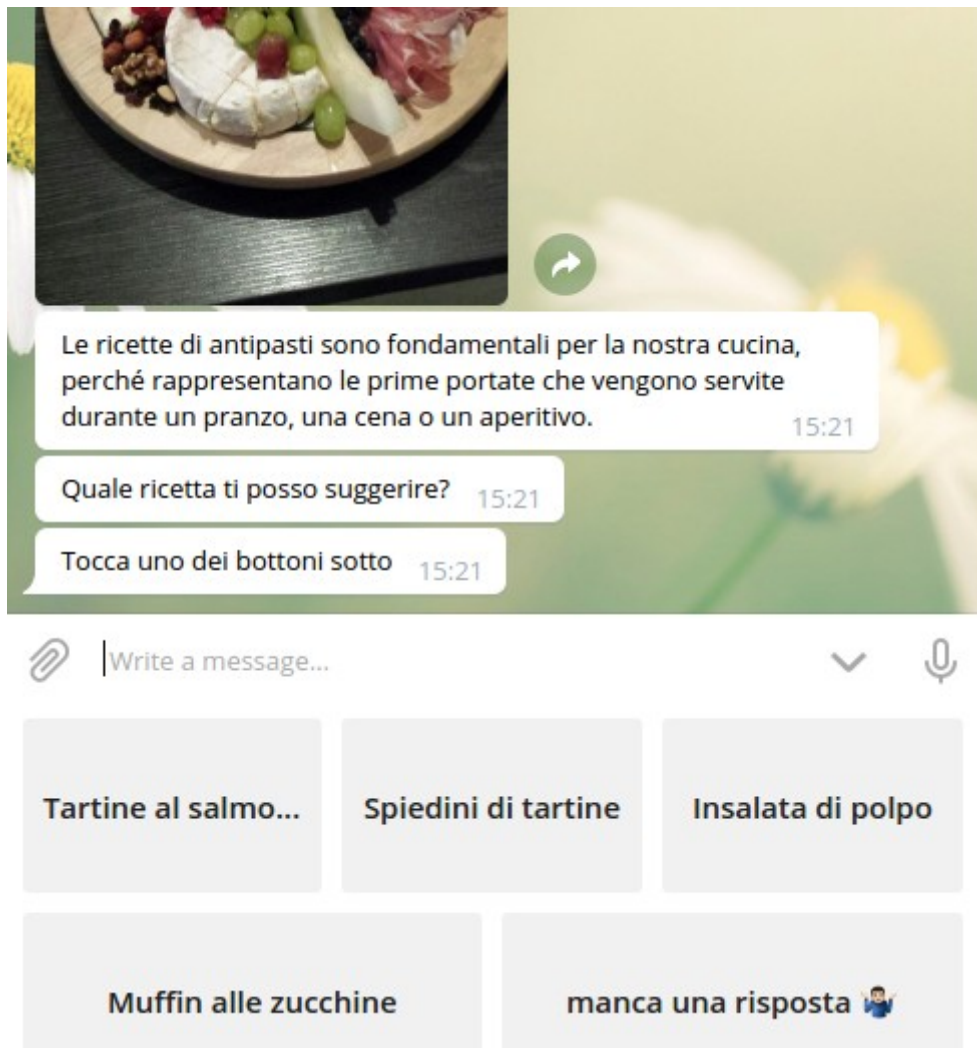 Le ricette di antipasti sono fondamentali per la nostra cucina,
perché rappresentano le prime portate che vengono servite
durante un pranzo, una cena o un aperitivo.
15:21
Quale ricetta ti posso suggerire? 15:21
Tocca uno dei bottoni sotto 15:21
Write a message...
Tartine al salmo... Spiedini di tartine Insalata di polpo
Muffin alle zucchine manca una risposta 🤷🏻‍♂️